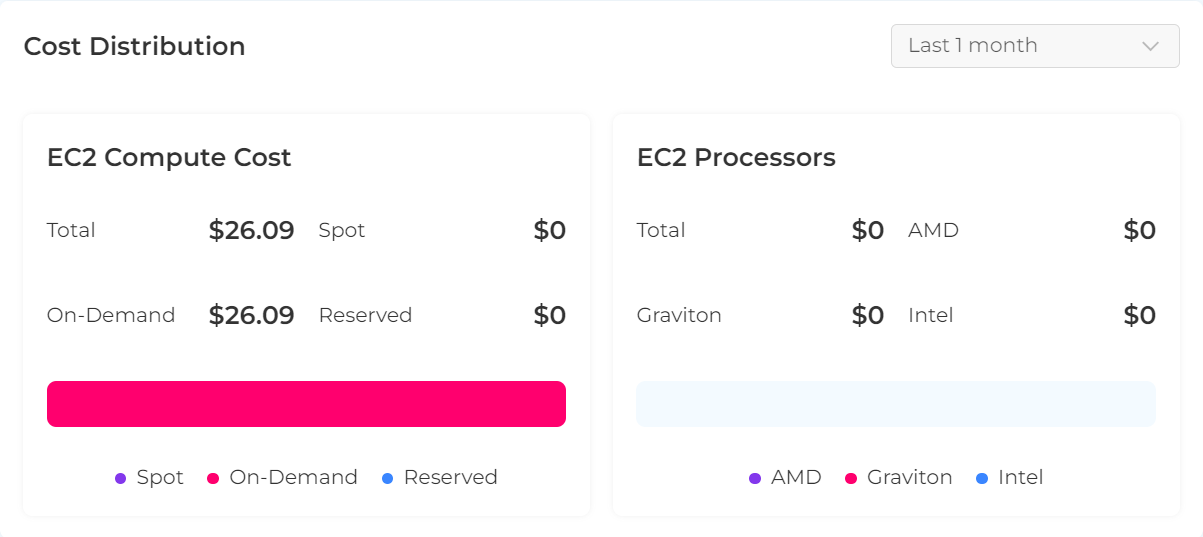 Cost Distribution
Last 1 month
EC2 Compute Cost
Total $26.09 Spot $0
On-Demand $26.09 Reserved $0
Spot On-Demand Reserved
EC2 Processors
Total $0 AMD $0
Graviton $0 Intel $0
AMD Graviton Intel